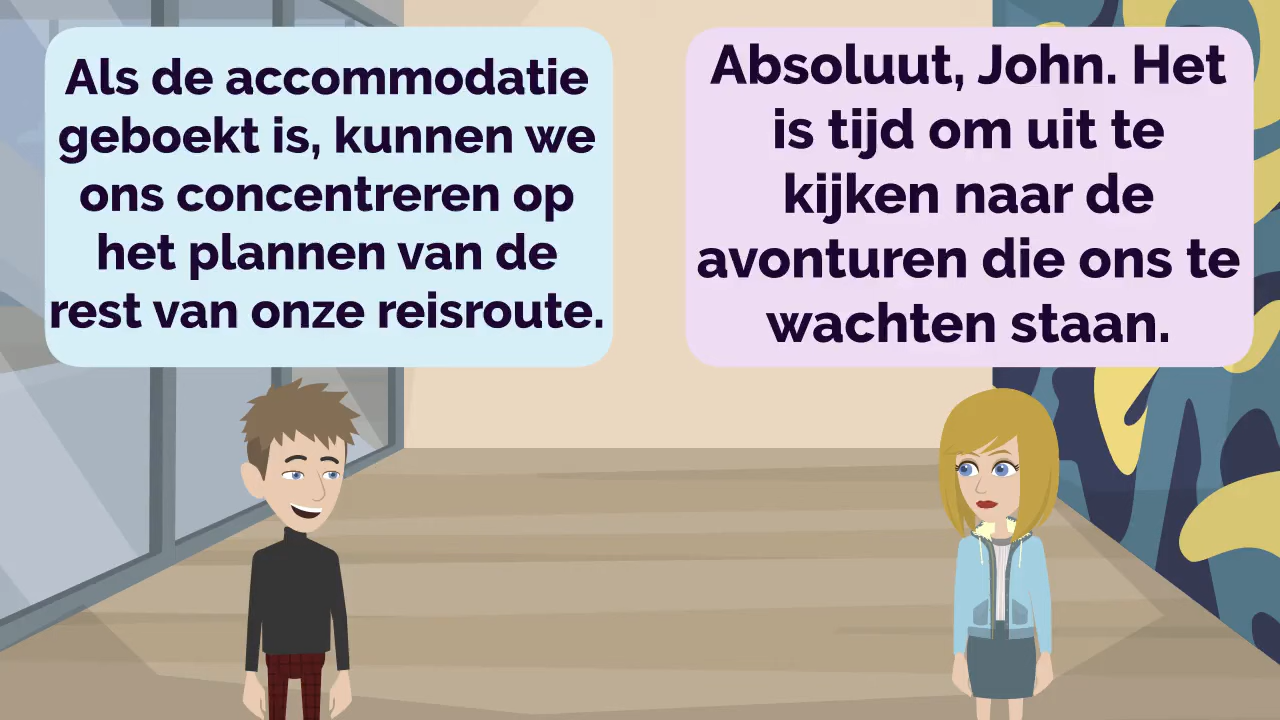 Als de accommodatie
geboekt is, kunnen we
ons concentreren op
het plannen van de
rest van onze reisroute.
Absoluut, John. Het
is tijd om uit te
kijken naar de
avonturen die ons te
wachten staan.